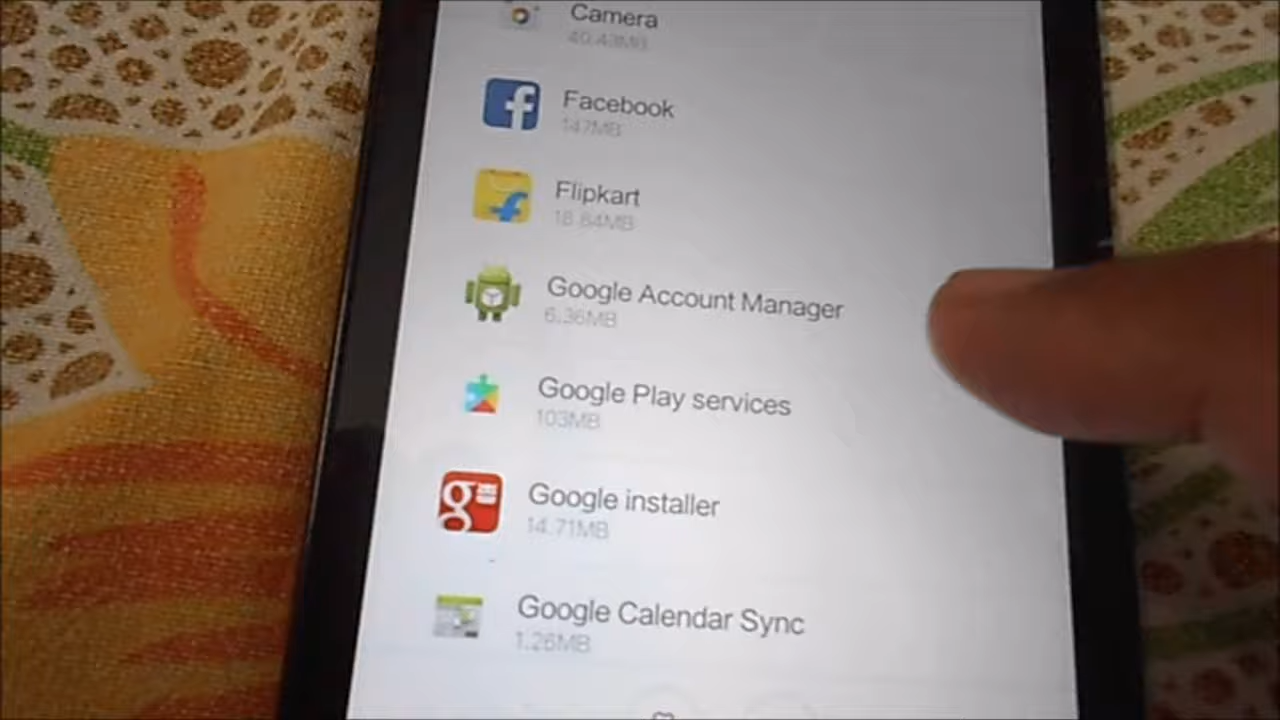 Camera
40.43MB
Facebook
147MB
Flipkart
18.64MB
Google Account Manager
6.36MB
Google Play services
103MB
Google installer
14.71MB
Google Calendar Sync
1.26MB